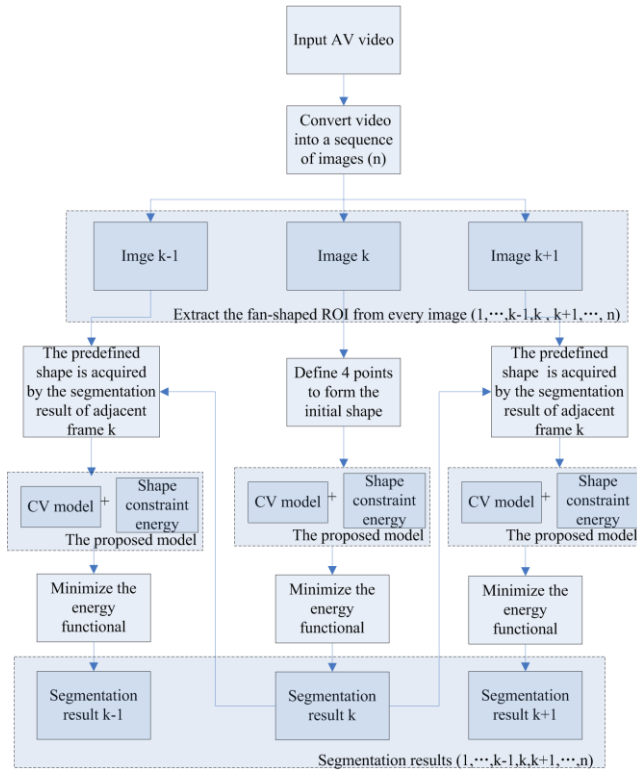 Input AV video
Convert video
into a sequence
of images (n)
Imge k-1
Image k
Image k+1
Extract the fan-shaped ROI from every image (1,⋯,k-1,k , k+1,⋯, n)
The predefined
shape is acquired
by the segmentation
result of adjacent
frame k
Define 4 points
to form the
initial shape
The predefined
shape is acquired
by the segmentation
result of adjacent
frame k
CV model
+
Shape
constraint
energy
The proposed model
CV model
+
Shape
constraint
energy
The proposed model
CV model
+
Shape
constraint
energy
The proposed model
Minimize the
energy
functional
Minimize the
energy
functional
Minimize the
energy
functional
Segmentation
result k-1
Segmentation
result k
Segmentation
result k+1
Segmentation results (1,⋯,k-1,k,k+1,⋯,n)